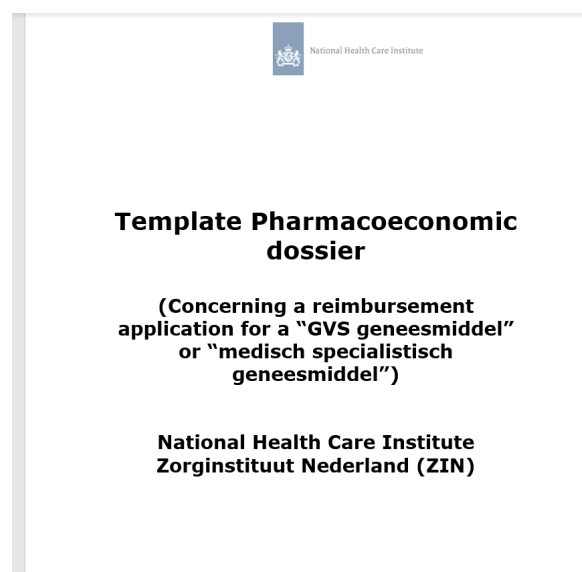 National Health Care Institute
Template Pharmacoeconomic
dossier
(Concerning a reimbursement
application for a “GVS geneesmiddel”
or “medisch specialistisch
geneesmiddel”)
National Health Care Institute
Zorginstituut Nederland (ZIN)